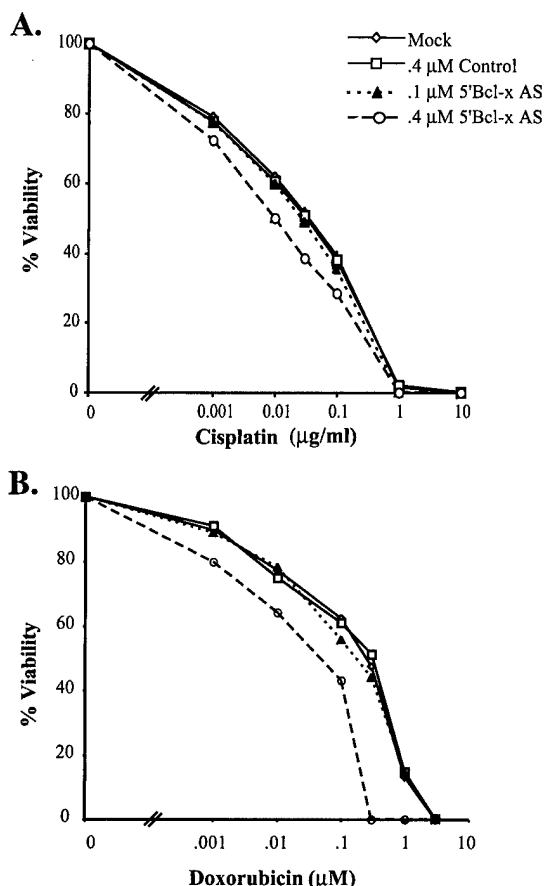 A.
Mock
.4 μM Control
.1 μM 5'Bcl-x AS
.4 μM 5'Bcl-x AS
100
80
60
40
20
0
% Viability
0 0.001 0.01 0.1 1 10
Cisplatin (μg/ml)
B.
100
80
60
40
20
0
% Viability
0 .001 .01 .1 1 10
Doxorubicin (μM)